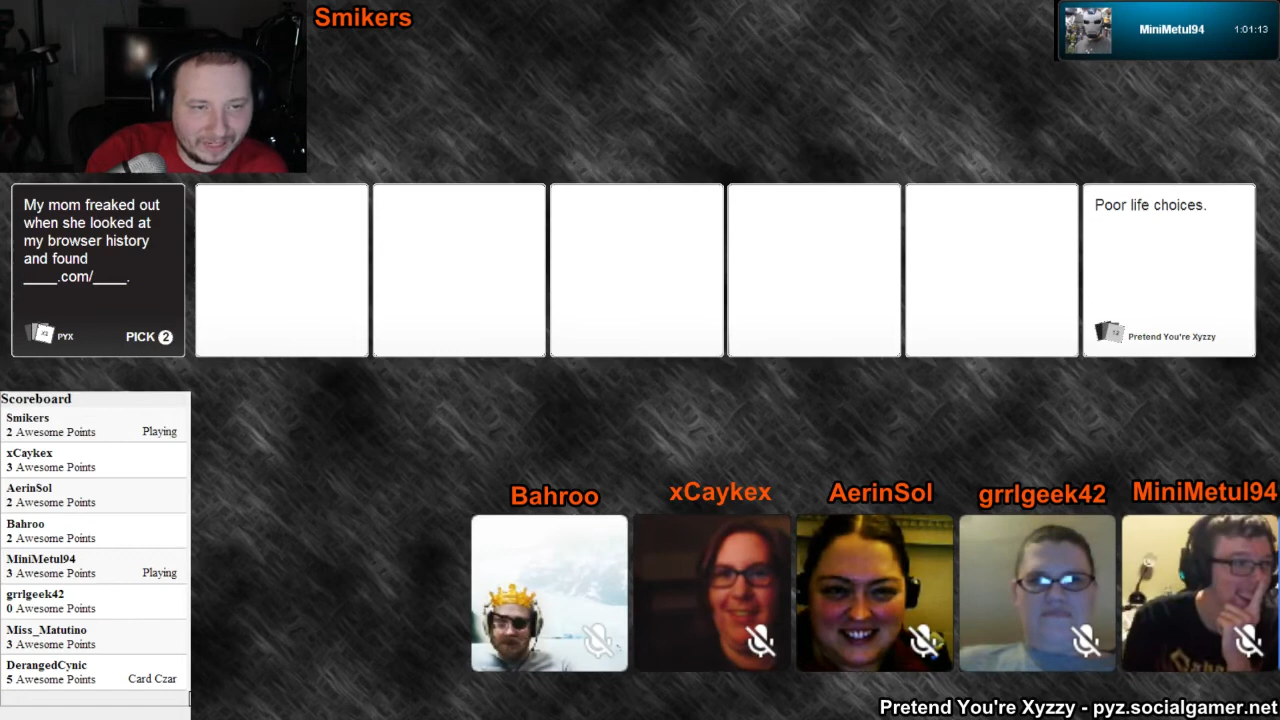 Smikers
MiniMetul94
1:01:13
My mom freaked out
when she looked at
my browser history
and found
____.com/____.
PYX
PICK 2
Poor life choices.
Pretend You're Xyzzy
Scoreboard
Smikers
2 Awesome Points Playing
xCaykex
3 Awesome Points
AerinSol
2 Awesome Points
Bahroo
2 Awesome Points
MiniMetul94
3 Awesome Points Playing
grrlgeek42
0 Awesome Points
Miss_Matutino
3 Awesome Points
DerangedCynic
5 Awesome Points Card Czar
Bahroo
xCaykex
AerinSol
grrlgeek42
MiniMetul94
Pretend You're Xyzzy - pyz.socialgamer.net